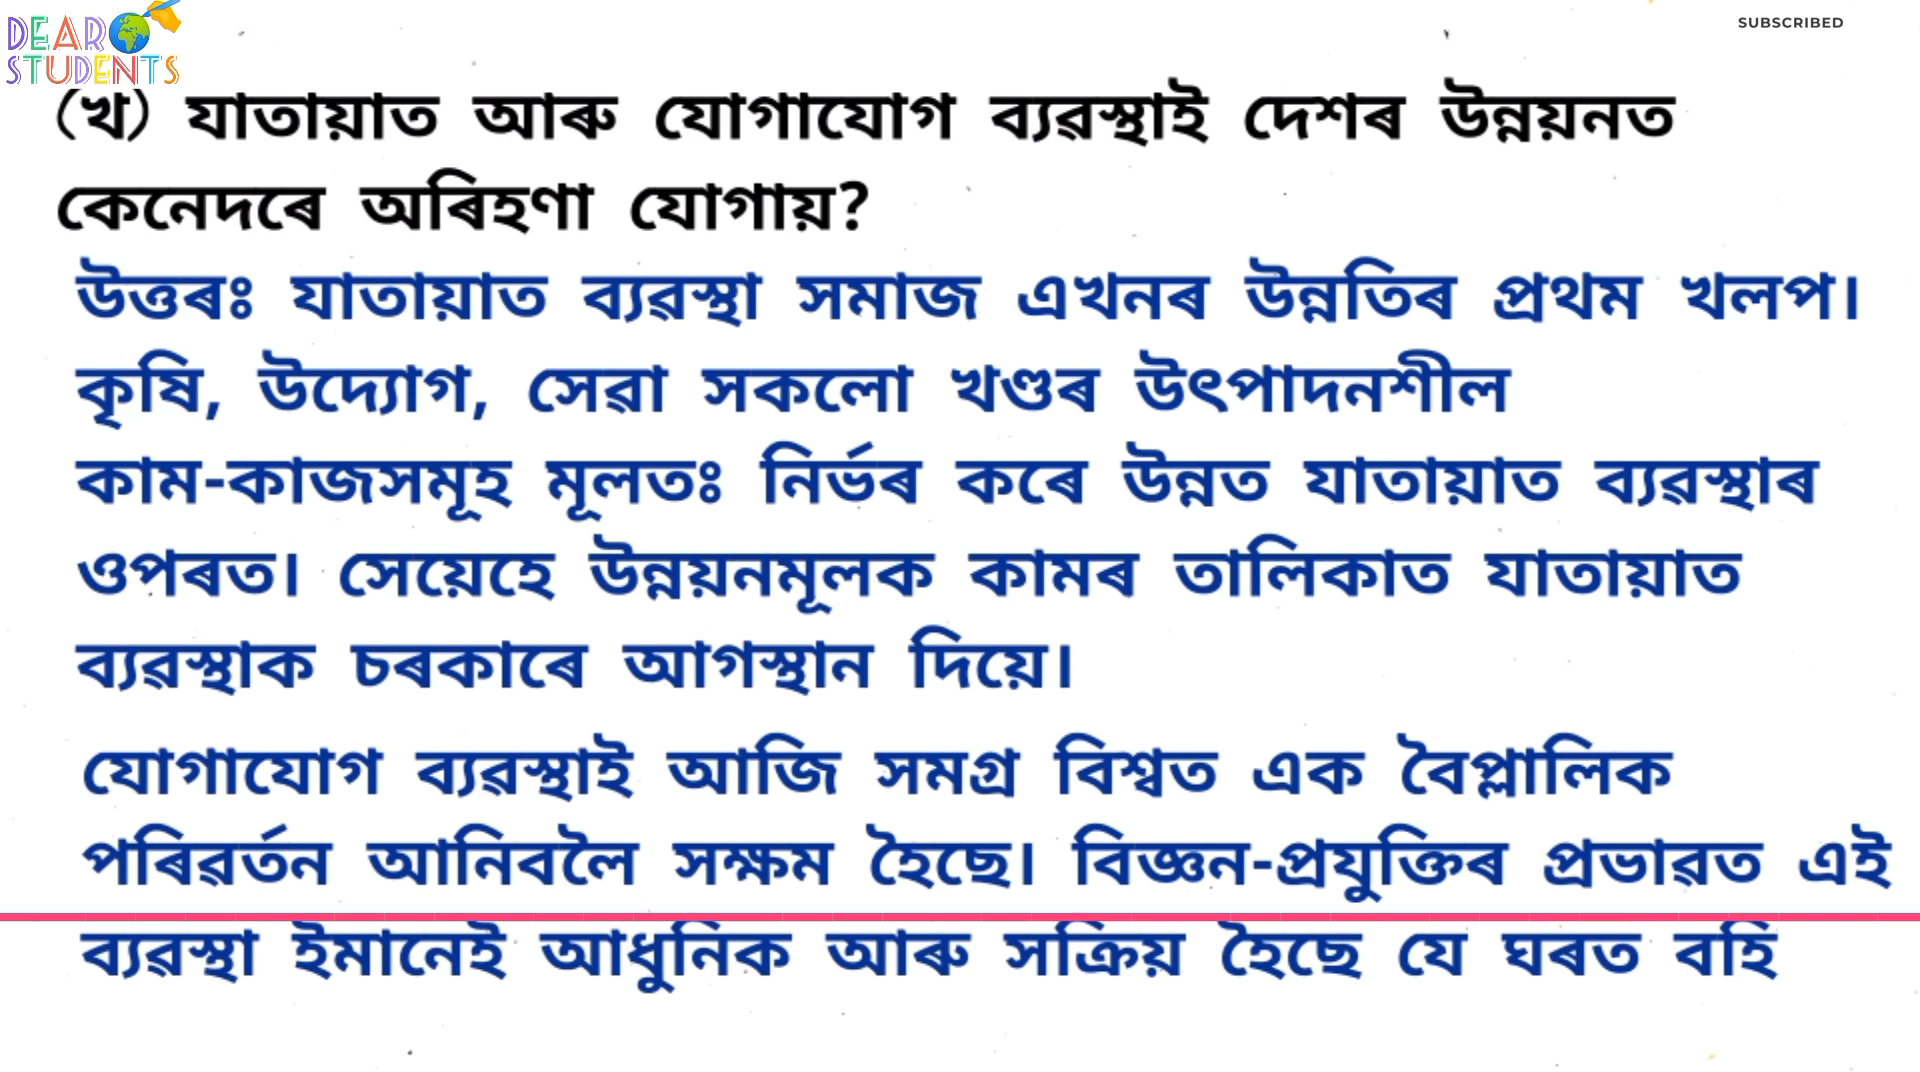 DEAR
STUDENTS
SUBSCRIBED
(খ) যাতায়াত আৰু যোগাযোগ ব্যৱস্থাই দেশৰ উন্নয়নত
কেনেদৰে অৰিহণা যোগায়?
উত্তৰঃ যাতায়াত ব্যৱস্থা সমাজ এখনৰ উন্নতিৰ প্ৰথম খলপ।
কৃষি, উদ্যোগ, সেৱা সকলো খণ্ডৰ উৎপাদনশীল
কাম-কাজসমূহ মূলতঃ নিৰ্ভৰ কৰে উন্নত যাতায়াত ব্যৱস্থাৰ
ওপৰত। সেয়েহে উন্নয়নমূলক কামৰ তালিকাত যাতায়াত
ব্যৱস্থাক চৰকাৰে আগস্থান দিয়ে।
যোগাযোগ ব্যৱস্থাই আজি সমগ্ৰ বিশ্বত এক বৈপ্লালিক
পৰিৱৰ্তন আনিবলৈ সক্ষম হৈছে। বিজ্ঞন-প্ৰযুক্তিৰ প্ৰভাৱত এই
ব্যৱস্থা ইমানেই আধুনিক আৰু সক্ৰিয় হৈছে যে ঘৰত বহি